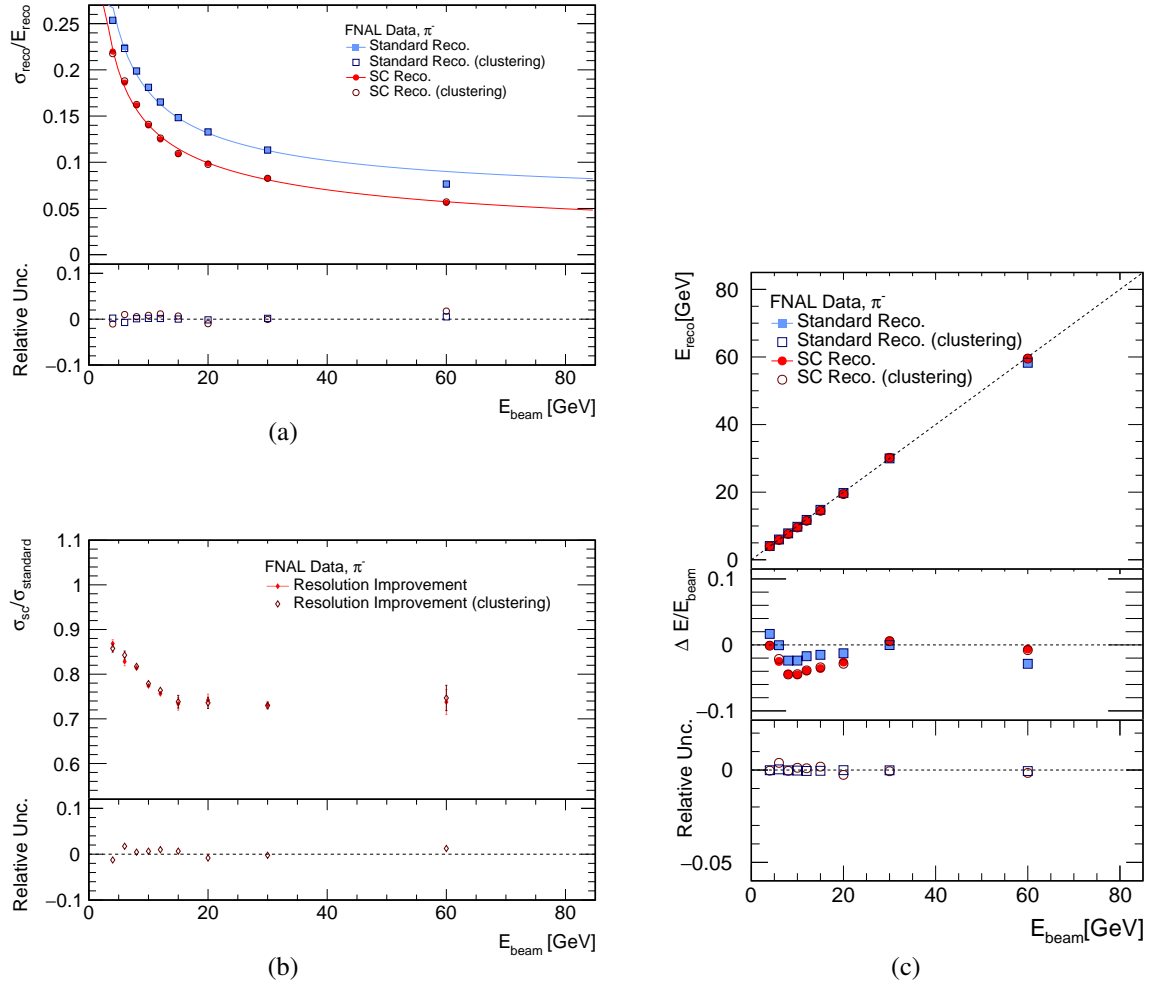 σreco/Ereco
0.25
0.2
0.15
0.1
0.05
0
FNAL Data, π-
Standard Reco.
Standard Reco. (clustering)
SC Reco.
SC Reco. (clustering)
Relative Unc.
0.1
0
−0.1
0 20 40 60 80
Ebeam [GeV]
(a)
σsc/σstandard
1.1
1
0.9
0.8
0.7
0.6
FNAL Data, π-
Resolution Improvement
Resolution Improvement (clustering)
Relative Unc.
0.1
0
−0.1
0 20 40 60 80
Ebeam [GeV]
(b)
Ereco[GeV]
80
60
40
20
0
FNAL Data, π-
Standard Reco.
Standard Reco. (clustering)
SC Reco.
SC Reco. (clustering)
Δ E/Ebeam
0.1
0
−0.1
Relative Unc.
0
−0.05
0 20 40 60 80
Ebeam[GeV]
(c)